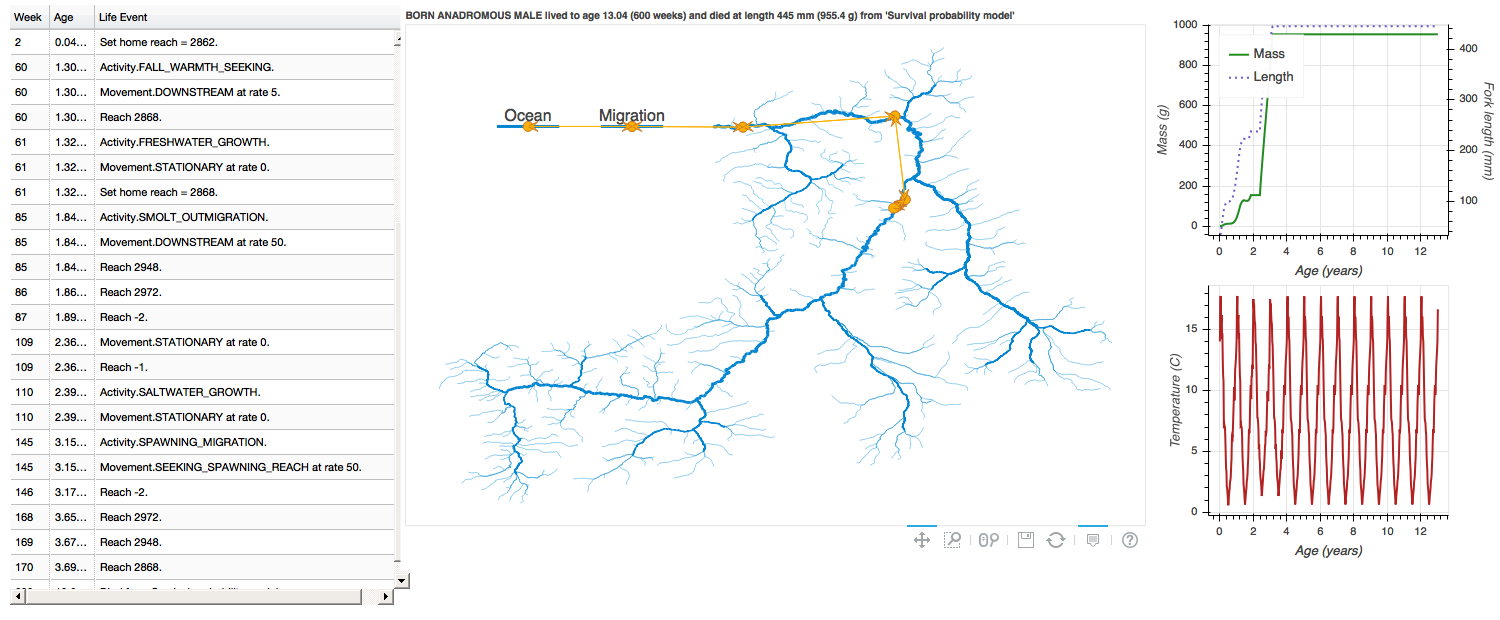 Week Age Life Event
2 0.04... Set home reach = 2862.
60 1.30... Activity.FALL_WARMTH_SEEKING.
60 1.30... Movement.DOWNSTREAM at rate 5.
60 1.30... Reach 2868.
61 1.32... Activity.FRESHWATER_GROWTH.
61 1.32... Movement.STATIONARY at rate 0.
61 1.32... Set home reach = 2868.
85 1.84... Activity.SMOLT_OUTMIGRATION.
85 1.84... Movement.DOWNSTREAM at rate 50.
85 1.84... Reach 2948.
86 1.86... Reach 2972.
87 1.89... Reach -2.
109 2.36... Movement.STATIONARY at rate 0.
109 2.36... Reach -1.
110 2.39... Activity.SALTWATER_GROWTH.
110 2.39... Movement.STATIONARY at rate 0.
145 3.15... Activity.SPAWNING_MIGRATION.
145 3.15... Movement.SEEKING_SPAWNING_REACH at rate 50.
146 3.17... Reach -2.
168 3.65... Reach 2972.
169 3.67... Reach 2948.
170 3.69... Reach 2868.
BORN ANADROMOUS MALE lived to age 13.04 (600 weeks) and died at length 445 mm (955.4 g) from 'Survival probability model'
Ocean Migration
1000
800
600
400
200
0
Mass (g)
Mass
Length
400
300
200
100
Fork length (mm)
0 2 4 6 8 10 12
Age (years)
15
10
5
0
Temperature (C)
0 2 4 6 8 10 12
Age (years)